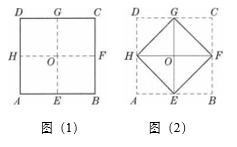 D G C D G C
H O F H O F
A E B A E B
图（1） 图（2）